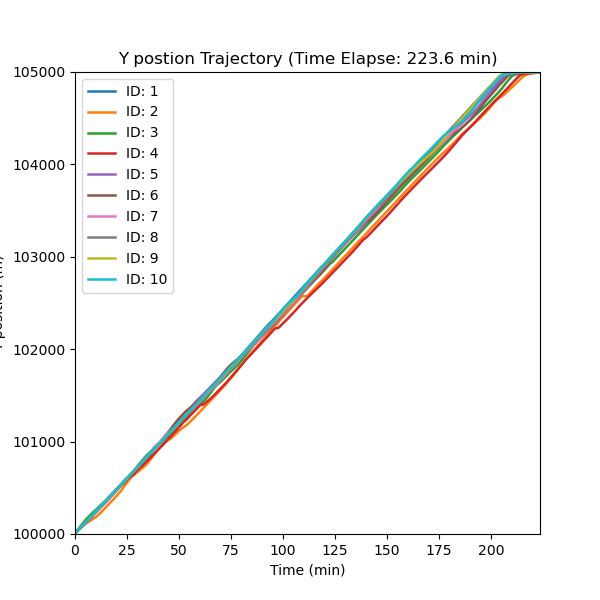 Y postion Trajectory (Time Elapse: 223.6 min)
105000
104000
103000
102000
101000
100000
ID: 1
ID: 2
ID: 3
ID: 4
ID: 5
ID: 6
ID: 7
ID: 8
ID: 9
ID: 10
0 25 50 75 100 125 150 175 200
Time (min)